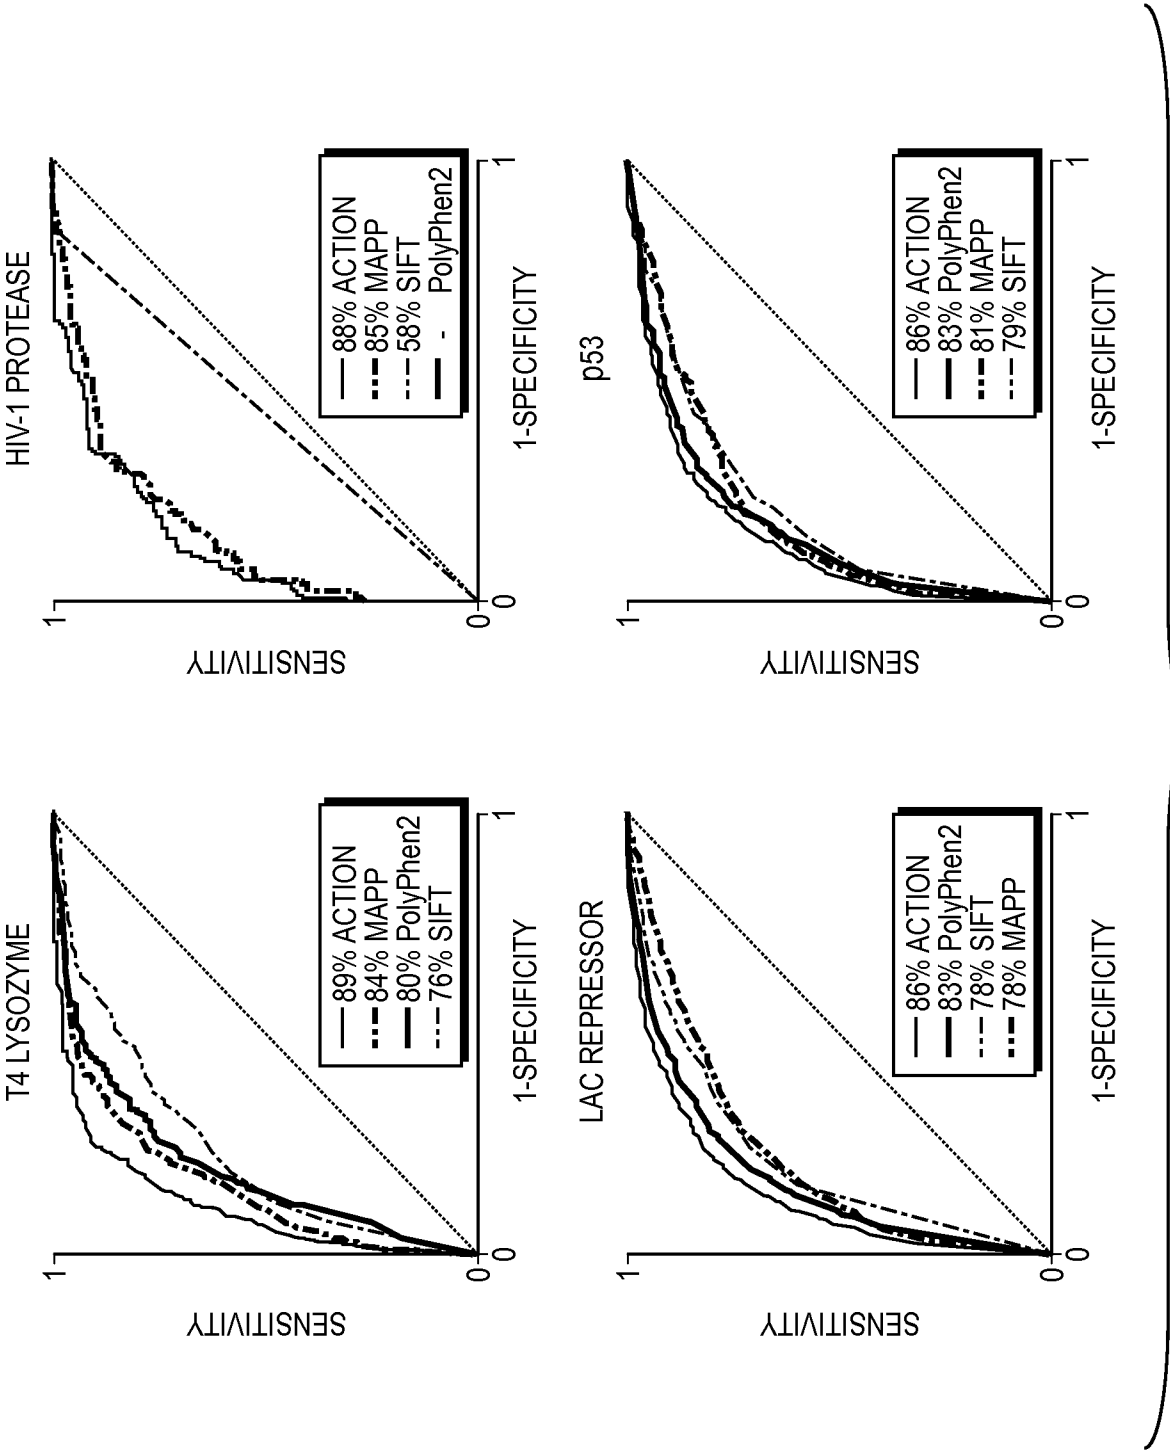 T4 LYSOZYME
SENSITIVITY
1
0
0
1
1-SPECIFICITY
89% ACTION
84% MAPP
80% PolyPhen2
76% SIFT
HIV-1 PROTEASE
SENSITIVITY
1
0
0
1
1-SPECIFICITY
88% ACTION
85% MAPP
58% SIFT
- PolyPhen2
LAC REPRESSOR
SENSITIVITY
1
0
0
1
1-SPECIFICITY
86% ACTION
83% PolyPhen2
78% SIFT
78% MAPP
p53
SENSITIVITY
1
0
0
1
1-SPECIFICITY
86% ACTION
83% PolyPhen2
81% MAPP
79% SIFT